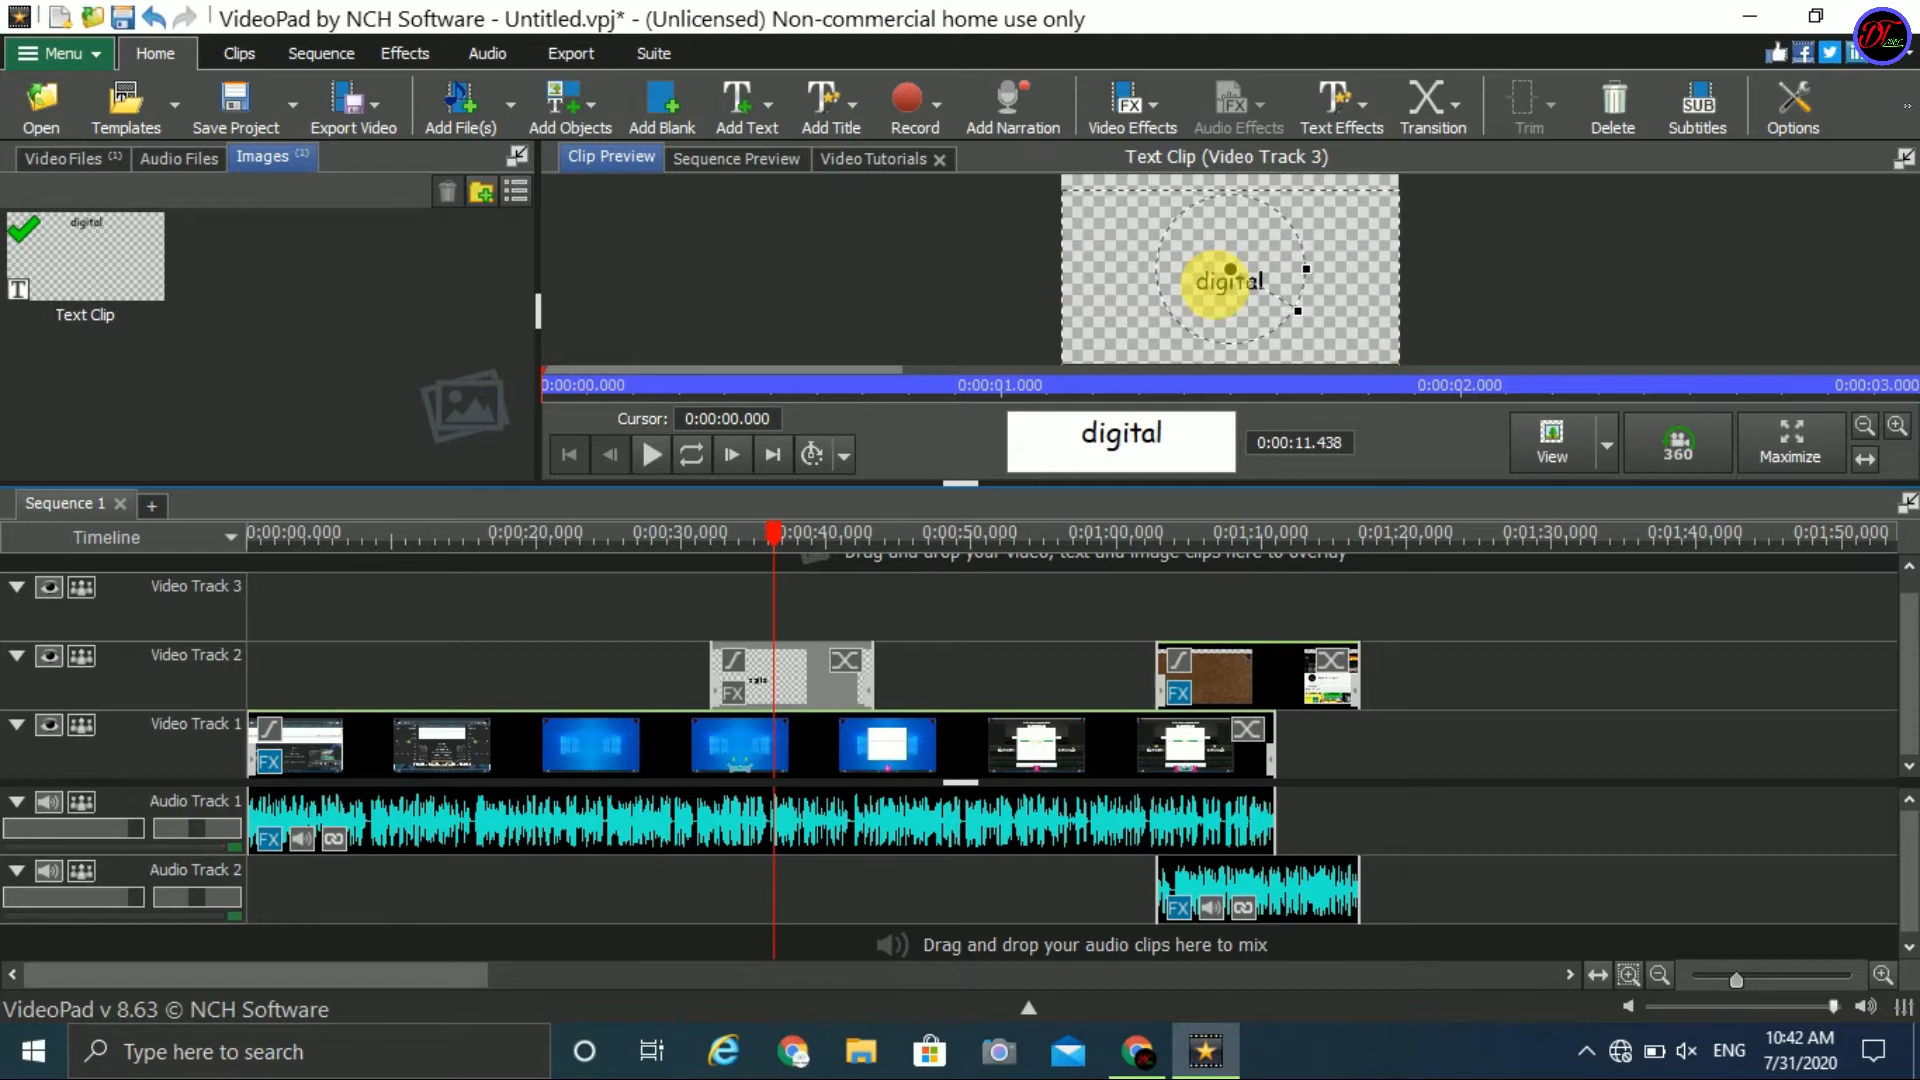 VideoPad by NCH Software - Untitled.vpj* - (Unlicensed) Non-commercial home use only
Menu Home Clips Sequence Effects Audio Export Suite
Open Templates Save Project Export Video Add File(s) Add Objects Add Blank Add Text Add Title Record Add Narration Video Effects Audio Effects Text Effects Transition Trim Delete Subtitles Options
Video Files (1) Audio Files Images (1)
Clip Preview Sequence Preview Video Tutorials Text Clip (Video Track 3)
digital
Text Clip
digital
0:00:00.000 0:00:01.000 0:00:02.000 0:00:03.000
Cursor: 0:00:00.000
digital
0:00:11.438
View 360 Maximize
Sequence 1
Timeline
0:00:00,000 0:00:20,000 0:00:30,000 0:00:40,000 0:00:50,000 0:01:00,000 0:01:10,000 0:01:20,000 0:01:30,000 0:01:40,000 0:01:50,000
Drag and drop your video, text and image clips here to overlay
Video Track 3
Video Track 2
FX
FX
Video Track 1
FX
Audio Track 1
FX
Audio Track 2
FX
Drag and drop your audio clips here to mix
VideoPad v 8.63 © NCH Software
Type here to search
ENG
10:42 AM
7/31/2020